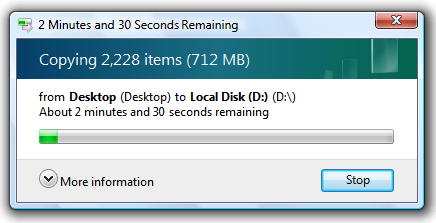 2 Minutes and 30 Seconds Remaining
Copying 2,228 items (712 MB)
from Desktop (Desktop) to Local Disk (D:) (D:\)
About 2 minutes and 30 seconds remaining
More information
Stop